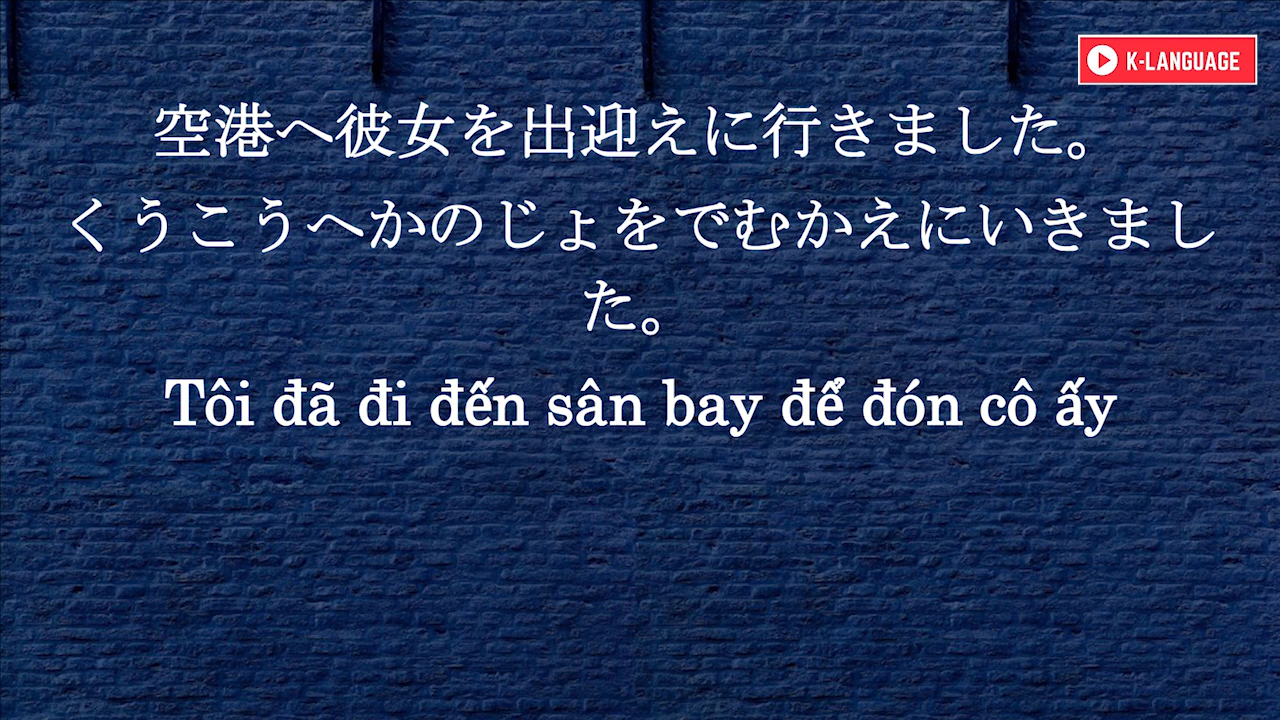 K-LANGUAGE
空港へ彼女を出迎えに行きました。
くうこうへかのじょをでむかえにいきまし
た。
Tôi đã đi đến sân bay để đón cô ấy